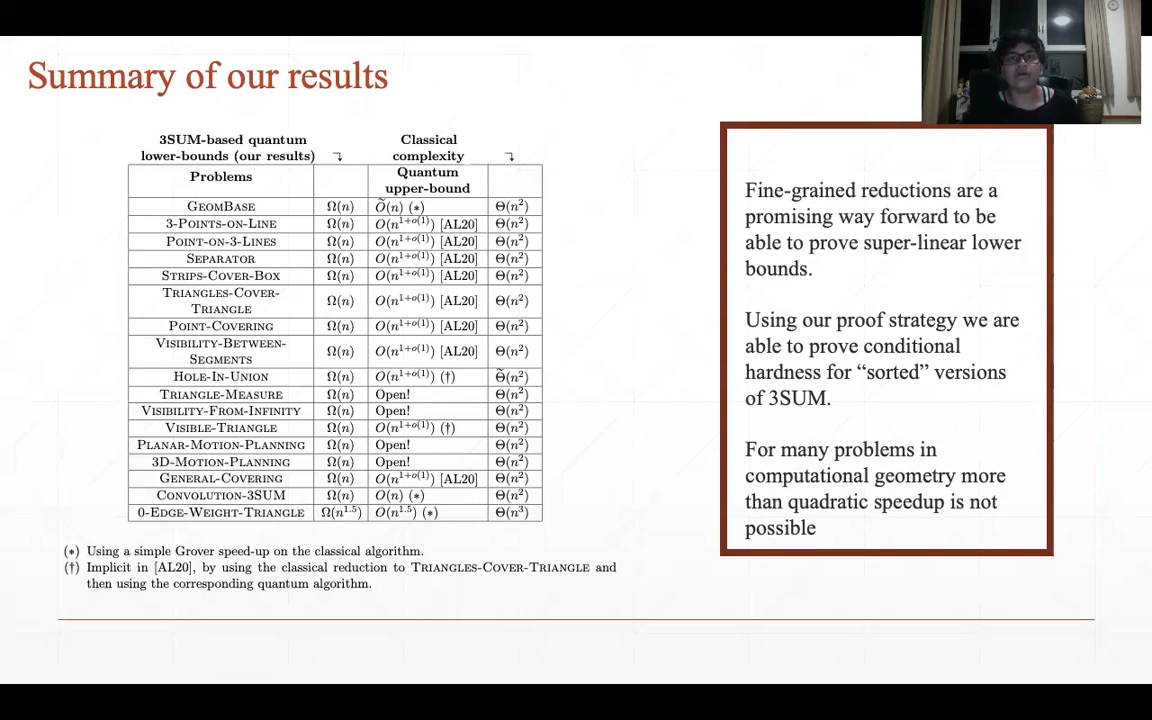 Summary of our results
3SUM-based quantum
lower-bounds (our results) ↴
Classical
complexity ↴
Problems
Quantum
upper-bound
GEOMBASE Ω(n) Õ(n) (∗) Θ(n²)
3-POINTS-ON-LINE Ω(n) O(n^{1+o(1)}) [AL20] Θ(n²)
POINT-ON-3-LINES Ω(n) O(n^{1+o(1)}) [AL20] Θ(n²)
SEPARATOR Ω(n) O(n^{1+o(1)}) [AL20] Θ(n²)
STRIPS-COVER-BOX Ω(n) O(n^{1+o(1)}) [AL20] Θ(n²)
TRIANGLES-COVER-
TRIANGLE Ω(n) O(n^{1+o(1)}) [AL20] Θ(n²)
POINT-COVERING Ω(n) O(n^{1+o(1)}) [AL20] Θ(n²)
VISIBILITY-BETWEEN-
SEGMENTS Ω(n) O(n^{1+o(1)}) [AL20] Θ(n²)
HOLE-IN-UNION Ω(n) O(n^{1+o(1)}) (†) Θ̃(n²)
TRIANGLE-MEASURE Ω(n) Open! Θ(n²)
VISIBILITY-FROM-INFINITY Ω(n) Open! Θ(n²)
VISIBLE-TRIANGLE Ω(n) O(n^{1+o(1)}) (†) Θ(n²)
PLANAR-MOTION-PLANNING Ω(n) Open! Θ(n²)
3D-MOTION-PLANNING Ω(n) Open! Θ(n²)
GENERAL-COVERING Ω(n) O(n^{1+o(1)}) [AL20] Θ(n²)
CONVOLUTION-3SUM Ω(n) O(n) (∗) Θ(n²)
0-EDGE-WEIGHT-TRIANGLE Ω(n^{1.5}) O(n^{1.5}) (∗) Θ(n³)
(∗) Using a simple Grover speed-up on the classical algorithm.
(†) Implicit in [AL20], by using the classical reduction to TRIANGLES-COVER-TRIANGLE and
then using the corresponding quantum algorithm.
Fine-grained reductions are a
promising way forward to be
able to prove super-linear lower
bounds.
Using our proof strategy we are
able to prove conditional
hardness for “sorted” versions
of 3SUM.
For many problems in
computational geometry more
than quadratic speedup is not
possible